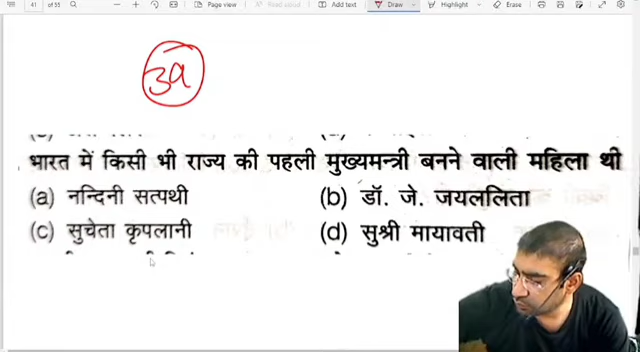 41 of 55
Page view
Read aloud
Add text
Draw
Highlight
Erase
भारत में किसी भी राज्य की पहली मुख्यमन्त्री बनने वाली महिला थी
(a) नन्दिनी सत्पथी (b) डॉ. जे. जयललिता
(c) सुचेता कृपलानी (d) सुश्री मायावती